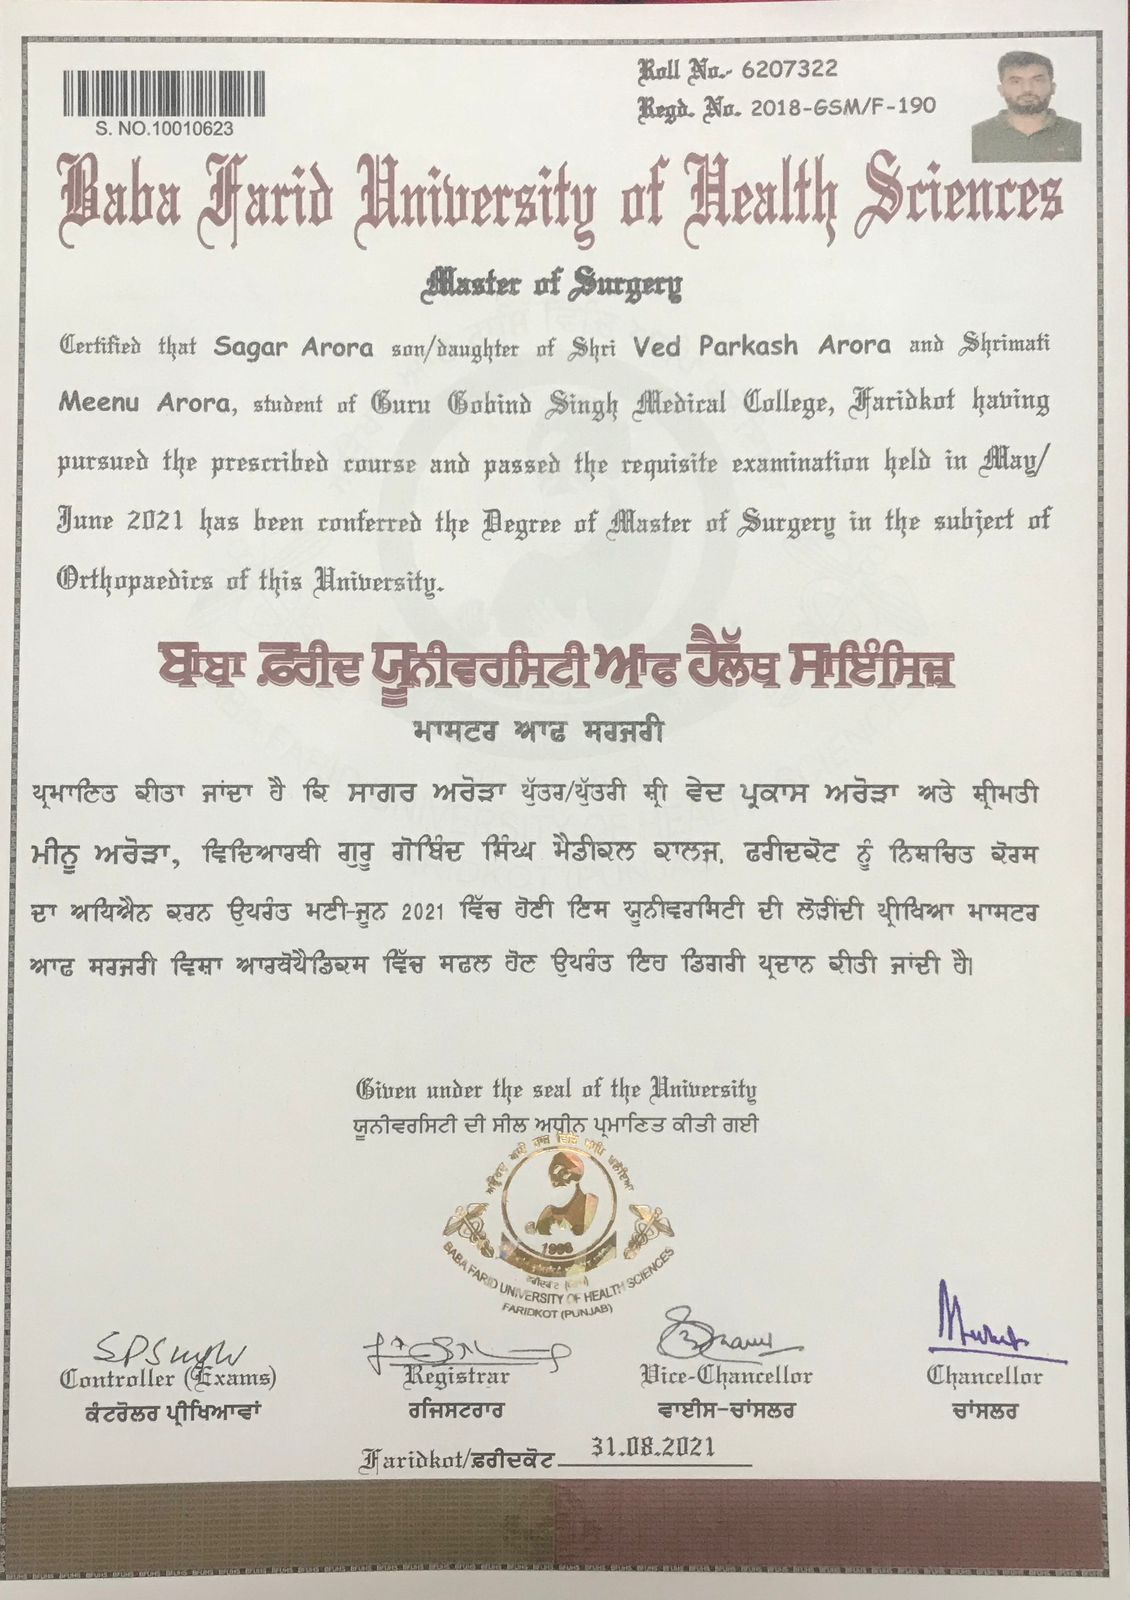 Roll No.- 6207322
Regd. No. 2018-GSM/F-190
S. NO.10010623
Baba Farid University of Health Sciences
Master of Surgery
Certified that Sagar Arora son/daughter of Shri Ved Parkash Arora and Shrimati
Meenu Arora, student of Guru Gobind Singh Medical College, Faridkot having
pursued the prescribed course and passed the requisite examination held in May/
June 2021 has been conferred the Degree of Master of Surgery in the subject of
Orthopaedics of this University.
ਬਾਬਾ ਫ਼ਰੀਦ ਯੂਨੀਵਰਸਿਟੀ ਆਫ ਹੈਲੱਥ ਸਾਇੰਸਿਜ਼
ਮਾਸਟਰ ਆਫ ਸਰਜਰੀ
ਪ੍ਰਮਾਣਿਤ ਕੀਤਾ ਜਾਂਦਾ ਹੈ ਕਿ ਸਾਗਰ ਅਰੋੜਾ ਪੁੱਤਰ/ਪੁੱਤਰੀ ਸ਼੍ਰੀ ਵੇਦ ਪ੍ਰਕਾਸ ਅਰੋੜਾ ਅਤੇ ਸ਼੍ਰੀਮਤੀ
ਮੀਨੂ ਅਰੋੜਾ, ਵਿਦਿਆਰਥੀ ਗੁਰੂ ਗੋਬਿੰਦ ਸਿੰਘ ਮੈਡੀਕਲ ਕਾਲਜ, ਫਰੀਦਕੋਟ ਨੂੰ ਨਿਸ਼ਚਿਤ ਕੋਰਸ
ਦਾ ਅਧਿਐਨ ਕਰਨ ਉਪਰੰਤ ਮਈ-ਜੂਨ 2021 ਵਿੱਚ ਹੋਈ ਇਸ ਯੂਨੀਵਰਸਿਟੀ ਦੀ ਲੋੜੀਂਦੀ ਪ੍ਰੀਖਿਆ ਮਾਸਟਰ
ਆਫ ਸਰਜਰੀ ਵਿਸ਼ਾ ਆਰਥੋਪੈਡਿਕਸ ਵਿੱਚ ਸਫਲ ਹੋਣ ਉਪਰੰਤ ਇਹ ਡਿਗਰੀ ਪ੍ਰਦਾਨ ਕੀਤੀ ਜਾਂਦੀ ਹੈ।
Given under the seal of the University
ਯੂਨੀਵਰਸਿਟੀ ਦੀ ਸੀਲ ਅਧੀਨ ਪ੍ਰਮਾਣਿਤ ਕੀਤੀ ਗਈ
1998
BABA FARID UNIVERSITY OF HEALTH SCIENCES
FARIDKOT (PUNJAB)
SPSingh
Controller (Exams) Registrar Vice-Chancellor Chancellor
ਕੰਟਰੋਲਰ ਪ੍ਰੀਖਿਆਵਾਂ ਰਜਿਸਟਰਾਰ ਵਾਈਸ-ਚਾਂਸਲਰ ਚਾਂਸਲਰ
Faridkot/ਫ਼ਰੀਦਕੋਟ 31.08.2021